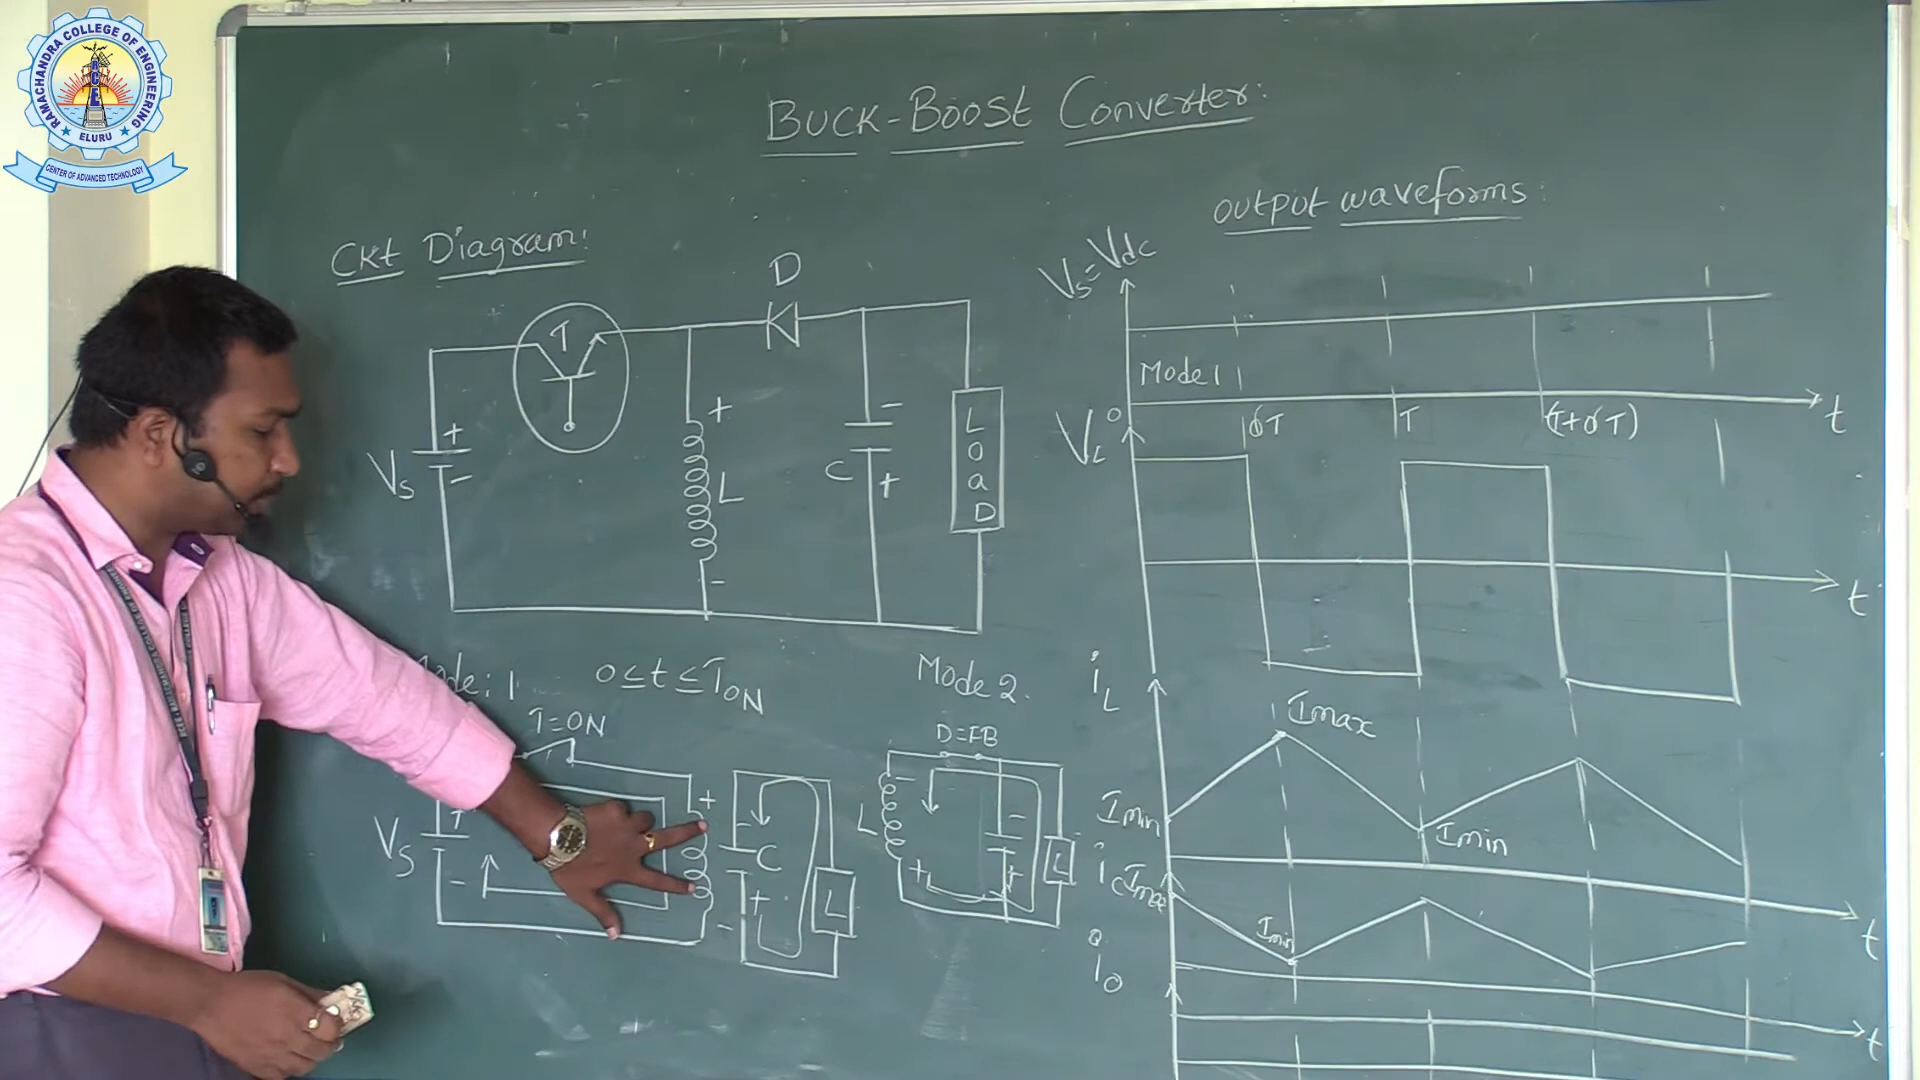 RAMACHANDRA COLLEGE OF ENGINEERING
RCE
ELURU
CENTER OF ADVANCED TECHNOLOGY
BUCK-BOOST Converter:
Ckt Diagram:
T
D
Vs
+
-
+
L
-
-
C
+
LOaD
output waveforms:
Vs=Vdc
Mode 1
0
δT
T
(T+δT)
t
VL
t
iL
Imax
Imin
Imin
t
ic
Imax
Imin
t
io
Mode: 1
0≤t≤TON
T=ON
Vs
+
-
+
-
-
C
+
L
Mode 2.
D=FB
L
-
+
-
+
L